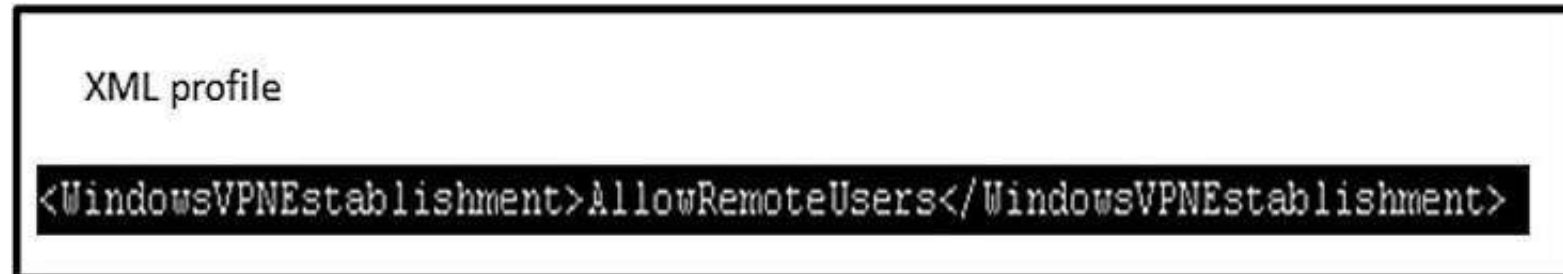 XML profile
<WindowsVPNEstablishment>AllowRemoteUsers</WindowsVPNEstablishment>